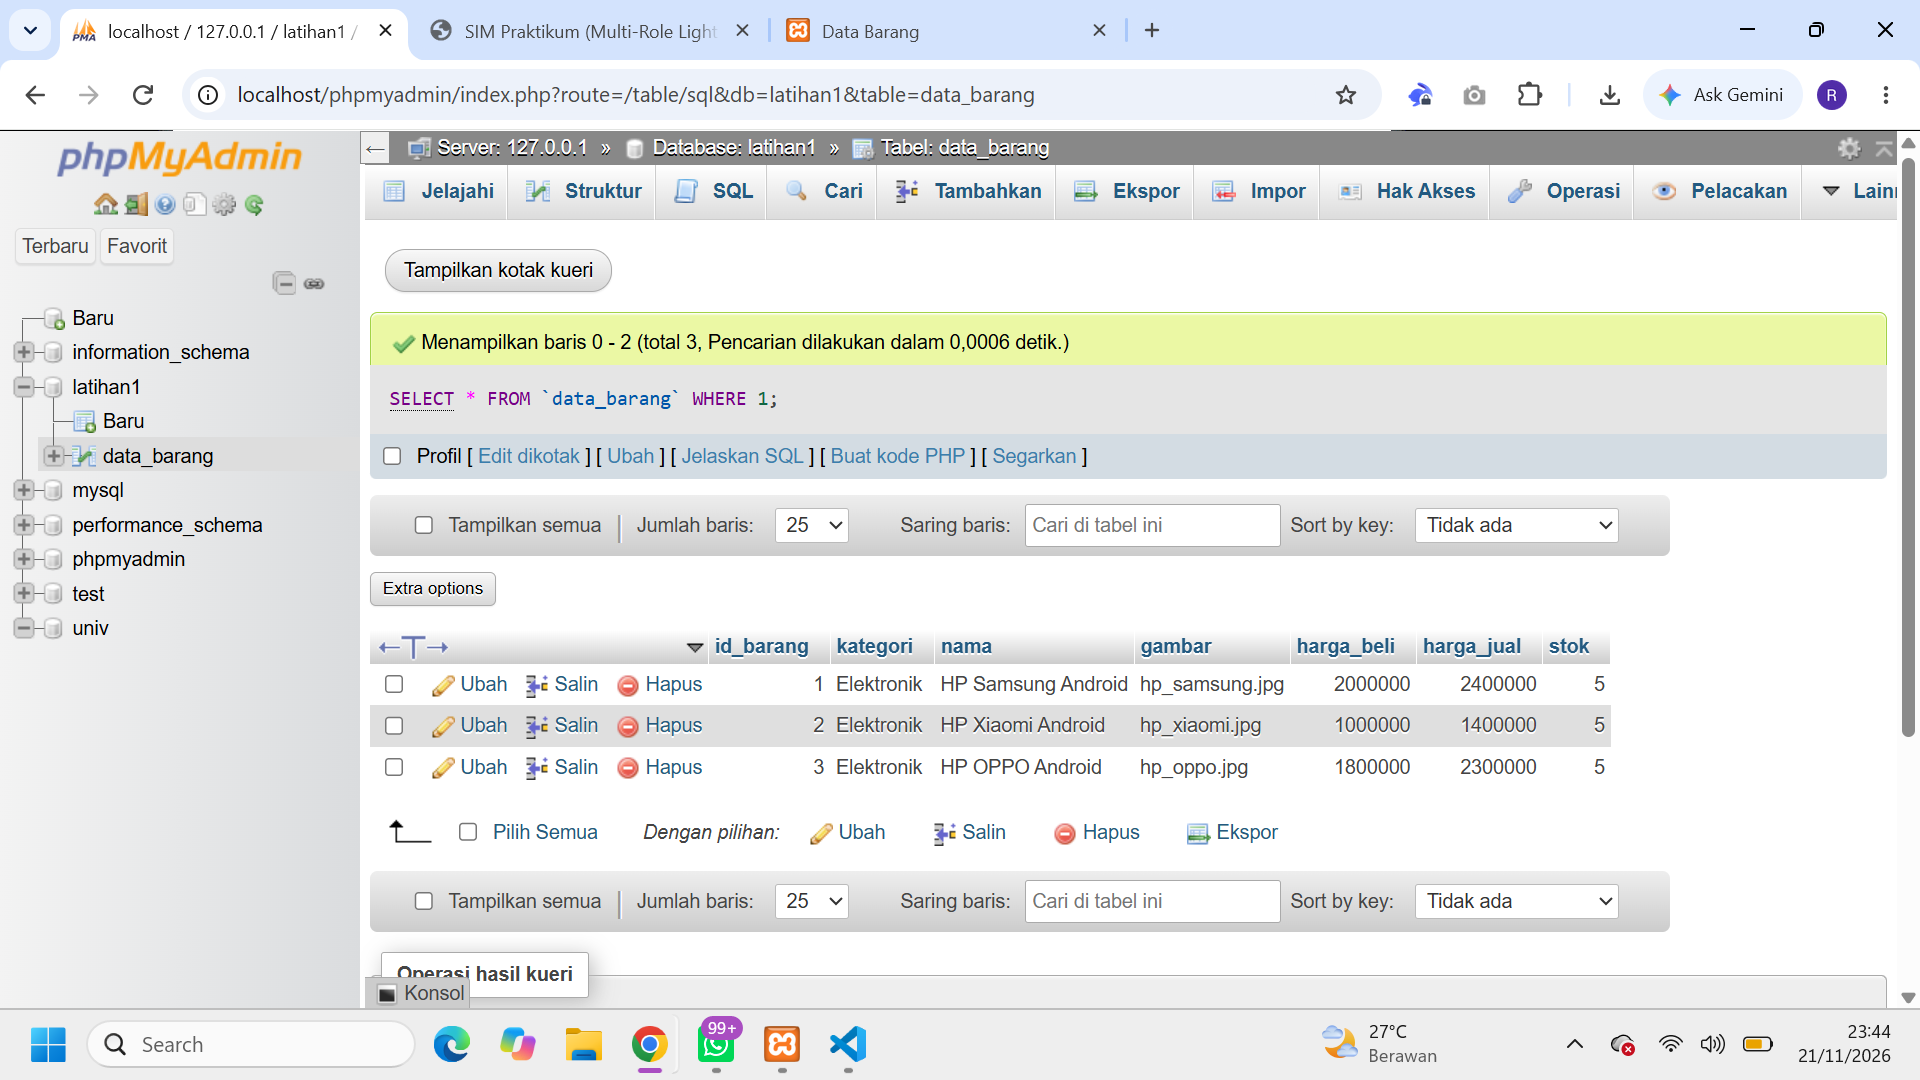 localhost / 127.0.0.1 / latihan1 /
SIM Praktikum (Multi-Role Light
Data Barang
localhost/phpmyadmin/index.php?route=/table/sql&db=latihan1&table=data_barang
Ask Gemini
R
phpMyAdmin
Terbaru
Favorit
Baru
information_schema
latihan1
Baru
data_barang
mysql
performance_schema
phpmyadmin
test
univ
Server: 127.0.0.1 » Database: latihan1 » Tabel: data_barang
Jelajahi Struktur SQL Cari Tambahkan Ekspor Impor Hak Akses Operasi Pelacakan Lainn
Tampilkan kotak kueri
Menampilkan baris 0 - 2 (total 3, Pencarian dilakukan dalam 0,0006 detik.)
SELECT * FROM `data_barang` WHERE 1;
Profil [ Edit dikotak ] [ Ubah ] [ Jelaskan SQL ] [ Buat kode PHP ] [ Segarkan ]
Tampilkan semua Jumlah baris: 25 Saring baris: Cari di tabel ini Sort by key: Tidak ada
Extra options
id_barang kategori nama gambar harga_beli harga_jual stok
Ubah Salin Hapus 1 Elektronik HP Samsung Android hp_samsung.jpg 2000000 2400000 5
Ubah Salin Hapus 2 Elektronik HP Xiaomi Android hp_xiaomi.jpg 1000000 1400000 5
Ubah Salin Hapus 3 Elektronik HP OPPO Android hp_oppo.jpg 1800000 2300000 5
Pilih Semua Dengan pilihan: Ubah Salin Hapus Ekspor
Tampilkan semua Jumlah baris: 25 Saring baris: Cari di tabel ini Sort by key: Tidak ada
Operasi hasil kueri
Konsol
Search
99+
27°C
Berawan
23:44
21/11/2026